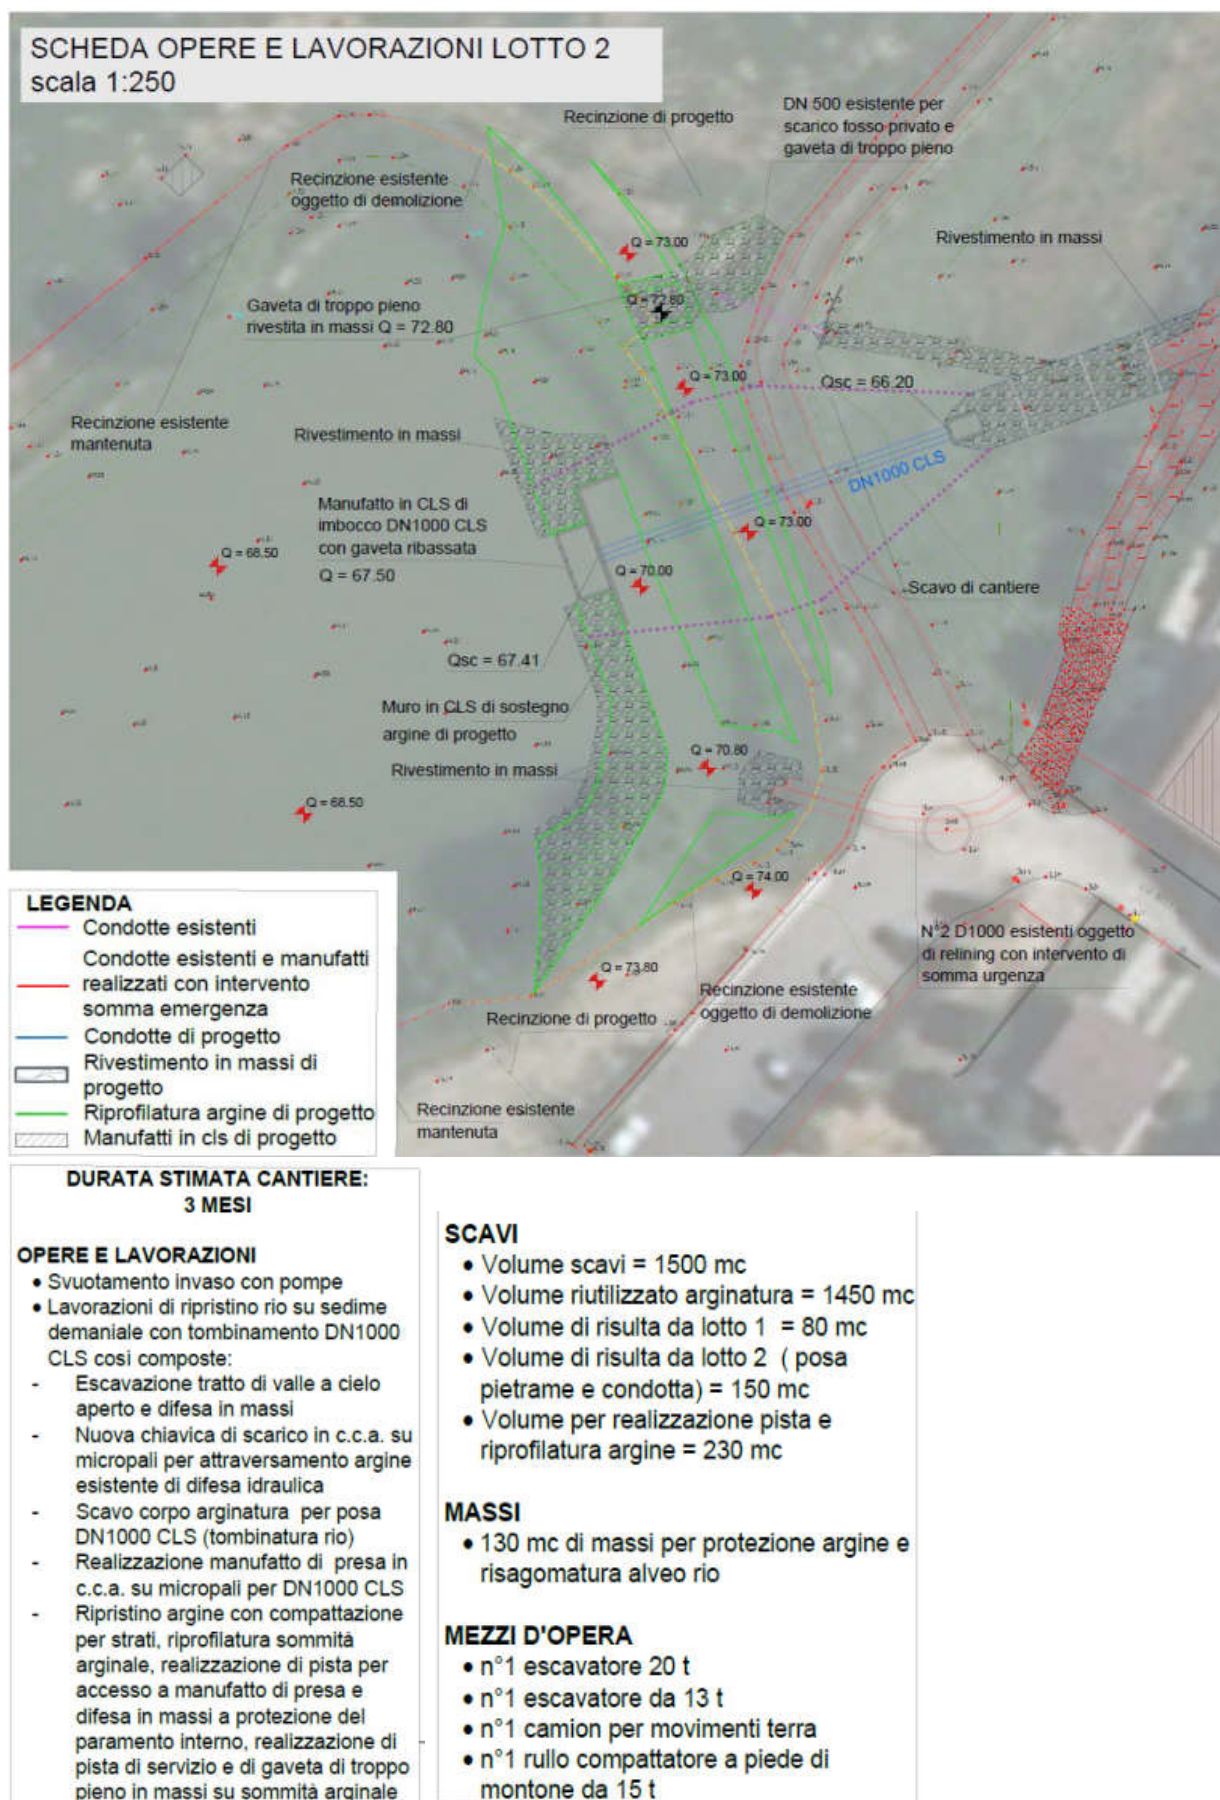 SCHEDA OPERE E LAVORAZIONI LOTTO 2
scala 1:250
Recinzione di progetto
DN 500 esistente per
scarico fosso privato e
gaveta di troppo pieno
Recinzione esistente
oggetto di demolizione
Q = 73.00
Rivestimento in massi
Gaveta di troppo pieno
rivestita in massi Q = 72.80
Q = 72.80
Q = 73.00
Qsc = 66.20
Recinzione esistente
mantenuta
Rivestimento in massi
DN1000 CLS
Manufatto in CLS di
imbocco DN1000 CLS
con gaveta ribassata
Q = 67.50
Q = 73.00
Q = 68.50
Q = 70.00
Scavo di cantiere
Qsc = 67.41
Muro in CLS di sostegno
argine di progetto
Q = 70.80
Rivestimento in massi
Q = 68.50
Q = 74.00
N°2 D1000 esistenti oggetto
di relining con intervento di
somma urgenza
Q = 73.80
Recinzione esistente
oggetto di demolizione
Recinzione di progetto
Recinzione esistente
mantenuta
LEGENDA
Condotte esistenti
Condotte esistenti e manufatti
realizzati con intervento
somma emergenza
Condotte di progetto
Rivestimento in massi di
progetto
Riprofilatura argine di progetto
Manufatti in cls di progetto
DURATA STIMATA CANTIERE:
3 MESI
OPERE E LAVORAZIONI
• Svuotamento invaso con pompe
• Lavorazioni di ripristino rio su sedime
demaniale con tombinamento DN1000
CLS così composte:
- Escavazione tratto di valle a cielo
aperto e difesa in massi
- Nuova chiavica di scarico in c.c.a. su
micropali per attraversamento argine
esistente di difesa idraulica
- Scavo corpo arginatura per posa
DN1000 CLS (tombinatura rio)
- Realizzazione manufatto di presa in
c.c.a. su micropali per DN1000 CLS
- Ripristino argine con compattazione
per strati, riprofilatura sommità
arginale, realizzazione di pista per
accesso a manufatto di presa e
difesa in massi a protezione del
paramento interno, realizzazione di
pista di servizio e di gaveta di troppo
pieno in massi su sommità arginale
SCAVI
• Volume scavi = 1500 mc
• Volume riutilizzato arginatura = 1450 mc
• Volume di risulta da lotto 1 = 80 mc
• Volume di risulta da lotto 2 ( posa
pietrame e condotta) = 150 mc
• Volume per realizzazione pista e
riprofilatura argine = 230 mc
MASSI
• 130 mc di massi per protezione argine e
risagomatura alveo rio
MEZZI D'OPERA
• n°1 escavatore 20 t
• n°1 escavatore da 13 t
• n°1 camion per movimenti terra
• n°1 rullo compattatore a piede di
montone da 15 t